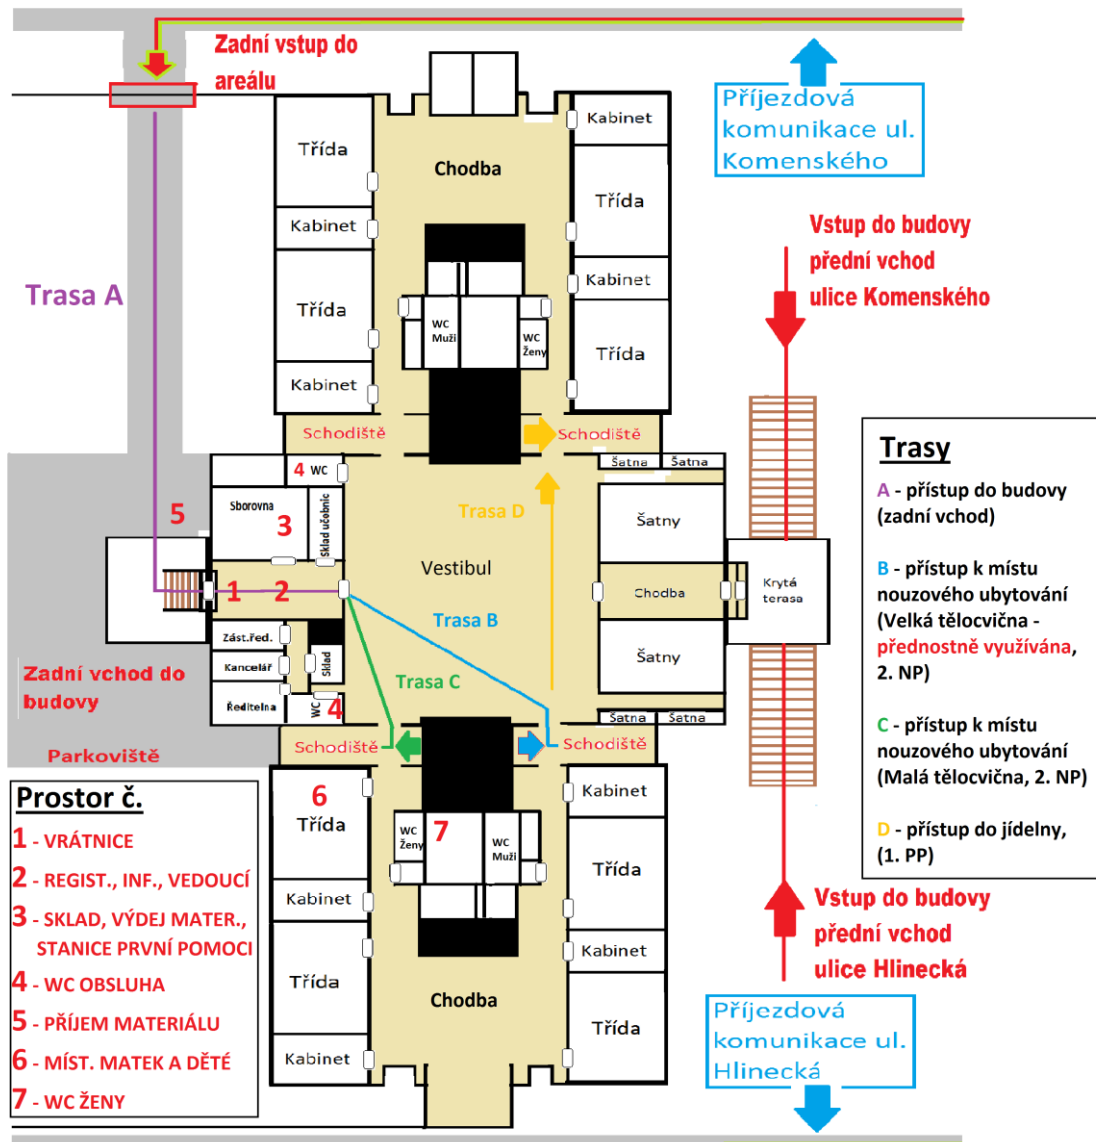 Zadní vstup do
areálu
Příjezdová
komunikace ul.
Komenského
Třída
Kabinet
Třída
Kabinet
Chodba
Kabinet
Třída
Kabinet
Třída
WC
Muži
WC
Ženy
Trasa A
Vstup do budovy
přední vchod
ulice Komenského
Schodiště
Schodiště
4 WC
Sborovna
3
Sklad učebnic
5
1
2
Trasa D
Vestibul
Trasa B
Trasa C
Šatna
Šatna
Šatny
Chodba
Šatny
Šatna
Šatna
Krytá
terasa
Zást.řed.
Kancelář
Ředitelna
Sklad
WC
4
Zadní vchod do
budovy
Parkoviště
Schodiště
Schodiště
Trasy
A - přístup do budovy
(zadní vchod)
B - přístup k místu
nouzového ubytování
(Velká tělocvična -
přednostně využívána,
2. NP)
C - přístup k místu
nouzového ubytování
(Malá tělocvična, 2. NP)
D - přístup do jídelny,
(1. PP)
Prostor č.
1 - VRÁTNICE
2 - REGIST., INF., VEDOUCÍ
3 - SKLAD, VÝDEJ MATER.,
STANICE PRVNÍ POMOCI
4 - WC OBSLUHA
5 - PŘÍJEM MATERIÁLU
6 - MÍST. MATEK A DĚTÉ
7 - WC ŽENY
6
Třída
Kabinet
Třída
Kabinet
WC
Ženy
7
WC
Muži
Chodba
Kabinet
Třída
Kabinet
Třída
Vstup do budovy
přední vchod
ulice Hlinecká
Příjezdová
komunikace ul.
Hlinecká